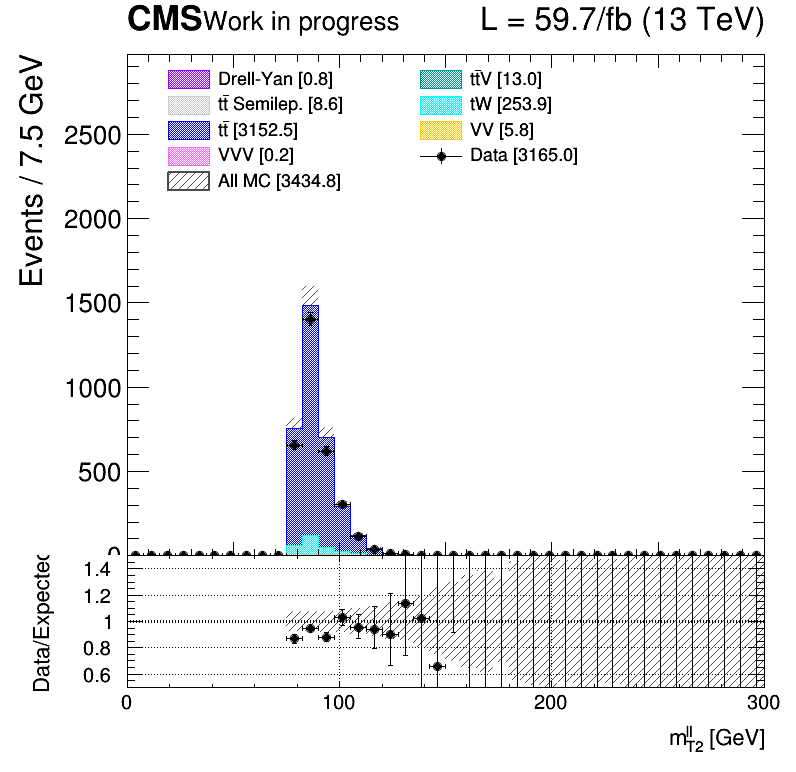 CMS Work in progress L = 59.7/fb (13 TeV)
Events / 7.5 GeV
2500
2000
1500
1000
500
0
Drell-Yan [0.8]
tt̄ Semilep. [8.6]
tt̄ [3152.5]
VVV [0.2]
All MC [3434.8]
tt̄V [13.0]
tW [253.9]
VV [5.8]
Data [3165.0]
Data/Expected
1.4
1.2
1
0.8
0.6
0 100 200 300
m_T2^ll [GeV]